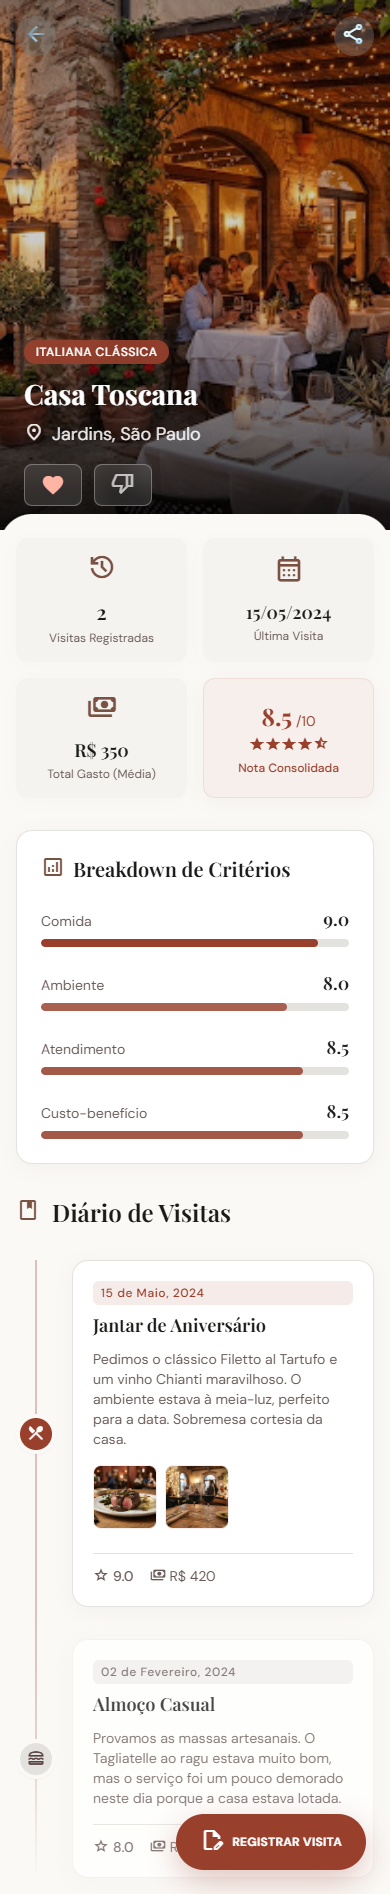 ITALIANA CLÁSSICA
Casa Toscana
Jardins, São Paulo
2
Visitas Registradas
15/05/2024
Última Visita
R$ 350
Total Gasto (Média)
8.5 /10
Nota Consolidada
Breakdown de Critérios
Comida 9.0
Ambiente 8.0
Atendimento 8.5
Custo-benefício 8.5
Diário de Visitas
15 de Maio, 2024
Jantar de Aniversário
Pedimos o clássico Filetto al Tartufo e
um vinho Chianti maravilhoso. O
ambiente estava à meia-luz, perfeito
para a data. Sobremesa cortesia da
casa.
9.0 R$ 420
02 de Fevereiro, 2024
Almoço Casual
Provamos as massas artesanais. O
Tagliatelle ao ragu estava muito bom,
mas o serviço foi um pouco demorado
neste dia porque a casa estava lotada.
8.0
REGISTRAR VISITA